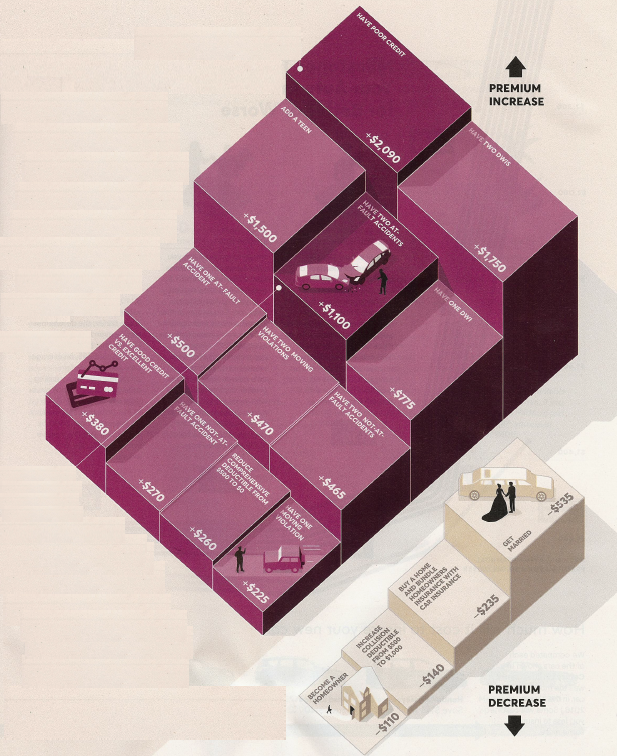 HAVE POOR CREDIT
+$2,090
PREMIUM
INCREASE
ADD A TEEN
+$1,500
HAVE TWO DWIS
+$1,750
HAVE TWO AT-
FAULT ACCIDENTS
+$1,100
HAVE ONE AT- FAULT
ACCIDENT
+$500
HAVE ONE DWI
+$775
HAVE GOOD CREDIT
VS. EXCELLENT
CREDIT
+$380
HAVE TWO MOVING
VIOLATIONS
+$470
HAVE TWO NOT-AT-
FAULT ACCIDENTS
+$465
HAVE ONE NOT-AT-
FAULT ACCIDENT
+$270
REDUCE
COMPREHENSIVE
DEDUCTIBLE FROM
$500 TO $0
+$260
HAVE ONE
MOVING
VIOLATION
+$225
-$535
GET
MARRIED
BUY A HOME
AND BUNDLE
HOMEOWNERS
INSURANCE WITH
CAR INSURANCE
-$235
INCREASE
COLLISION
DEDUCTIBLE
FROM $500
TO $1,000
-$140
BECOME A
HOMEOWNER
-$110
PREMIUM
DECREASE